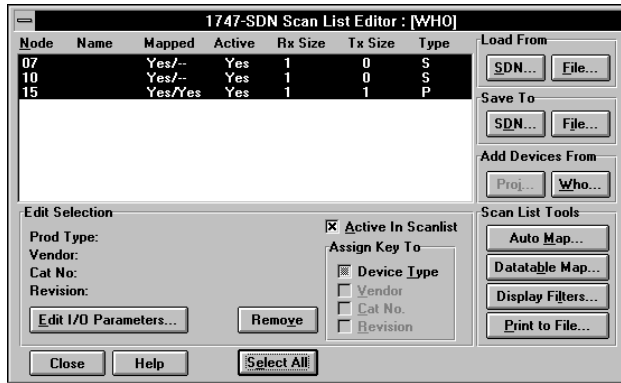 1747-SDN Scan List Editor : [WHO]
Node Name Mapped Active Rx Size Tx Size Type
07 Yes/-- Yes 1 0 S
10 Yes/-- Yes 1 0 S
15 Yes/Yes Yes 1 1 P
Load From
SDN... File...
Save To
SDN... File...
Add Devices From
Proj... Who...
Edit Selection
Prod Type:
Vendor:
Cat No:
Revision:
Edit I/O Parameters...
Remove
Active In Scanlist
Assign Key To
Device Type
Vendor
Cat No.
Revision
Scan List Tools
Auto Map...
Datatable Map...
Display Filters...
Print to File...
Close Help Select All